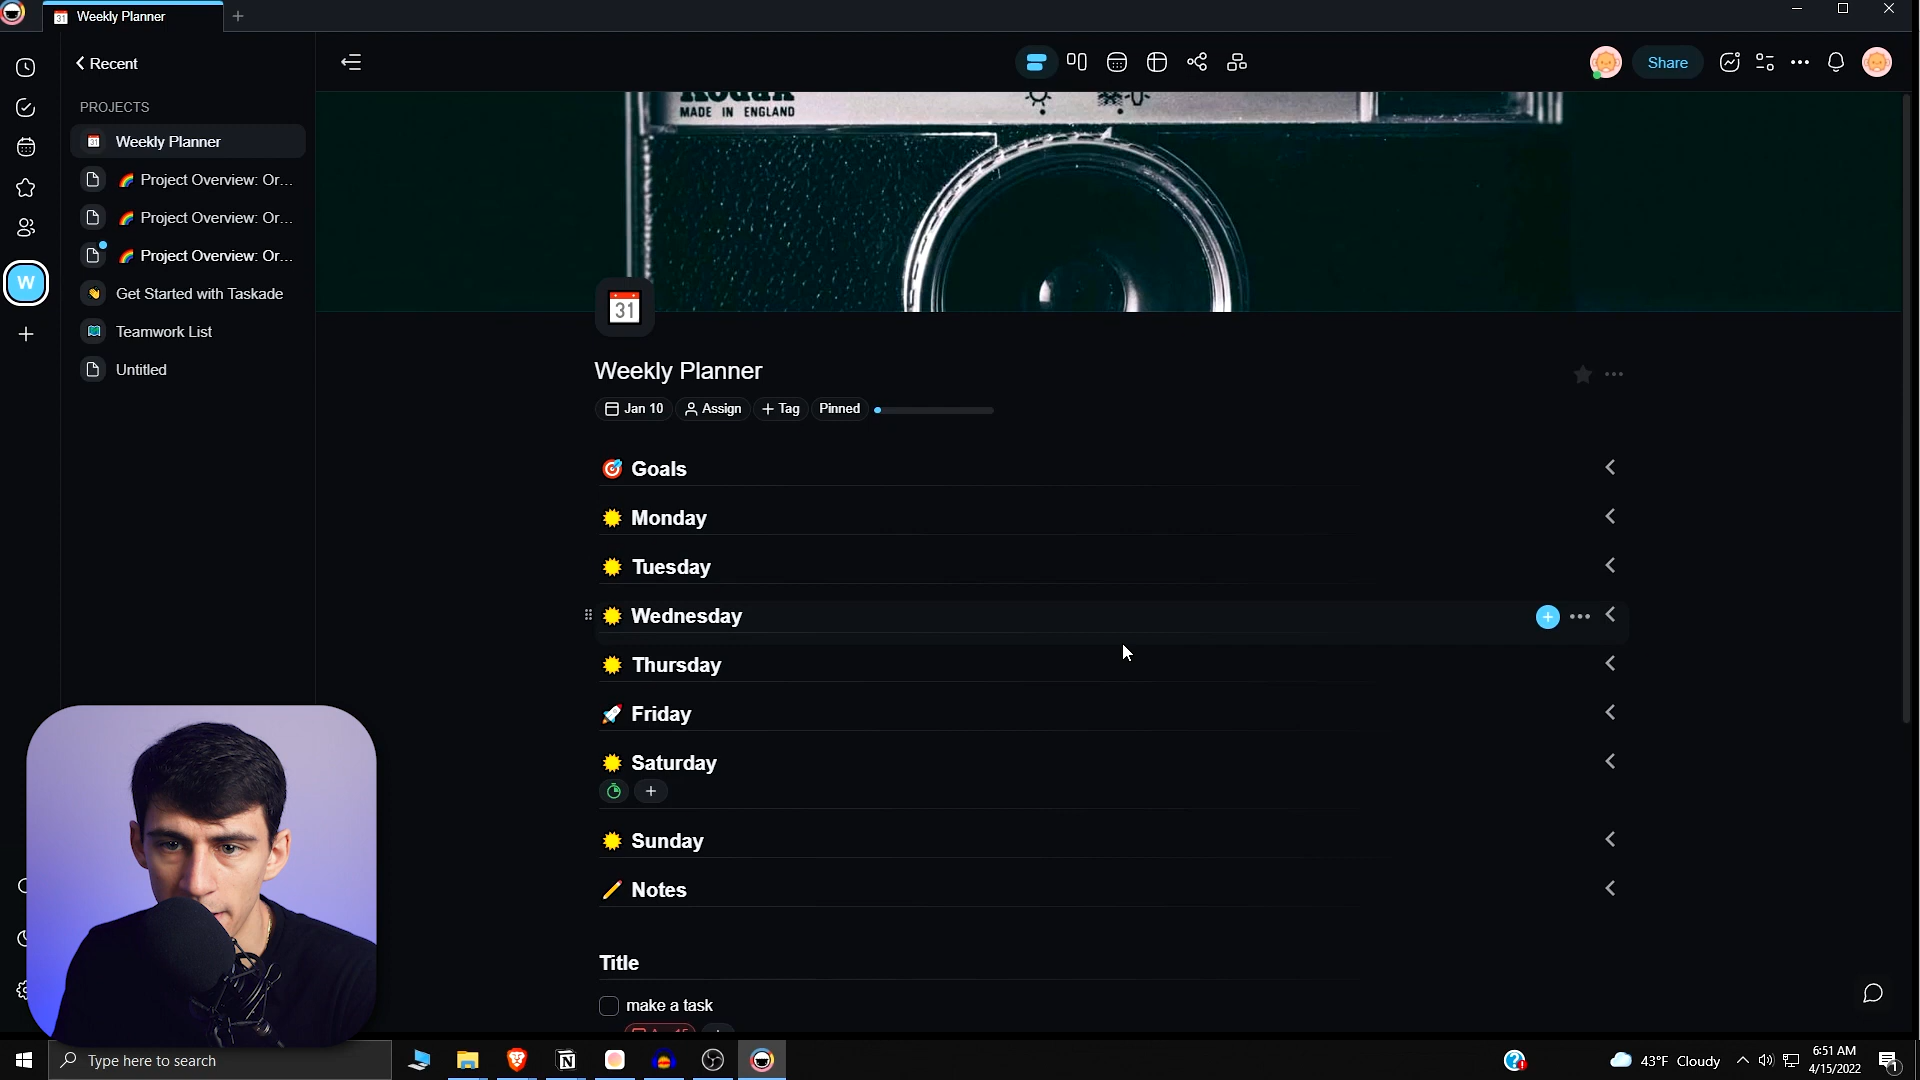 Weekly Planner
Recent
Share
PROJECTS
Weekly Planner
Project Overview: Or...
Project Overview: Or...
Project Overview: Or...
Get Started with Taskade
Teamwork List
Untitled
W
Kodak
MADE IN ENGLAND
31
Weekly Planner
Jan 10 Assign + Tag Pinned
Goals
Monday
Tuesday
Wednesday
Thursday
Friday
Saturday
Sunday
Notes
Title
make a task
Type here to search
43°F Cloudy
6:51 AM
4/15/2022
1